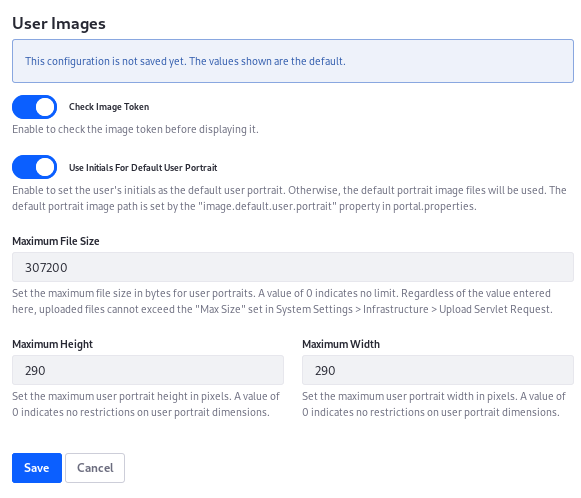 User Images
This configuration is not saved yet. The values shown are the default.
Check Image Token
Enable to check the image token before displaying it.
Use Initials For Default User Portrait
Enable to set the user's initials as the default user portrait. Otherwise, the default portrait image files will be used. The
default portrait image path is set by the "image.default.user.portrait" property in portal.properties.
Maximum File Size
307200
Set the maximum file size in bytes for user portraits. A value of 0 indicates no limit. Regardless of the value entered
here, uploaded files cannot exceed the "Max Size" set in System Settings > Infrastructure > Upload Servlet Request.
Maximum Height
290
Set the maximum user portrait height in pixels. A value of
0 indicates no restrictions on user portrait dimensions.
Maximum Width
290
Set the maximum user portrait width in pixels. A value of
0 indicates no restrictions on user portrait dimensions.
Save
Cancel